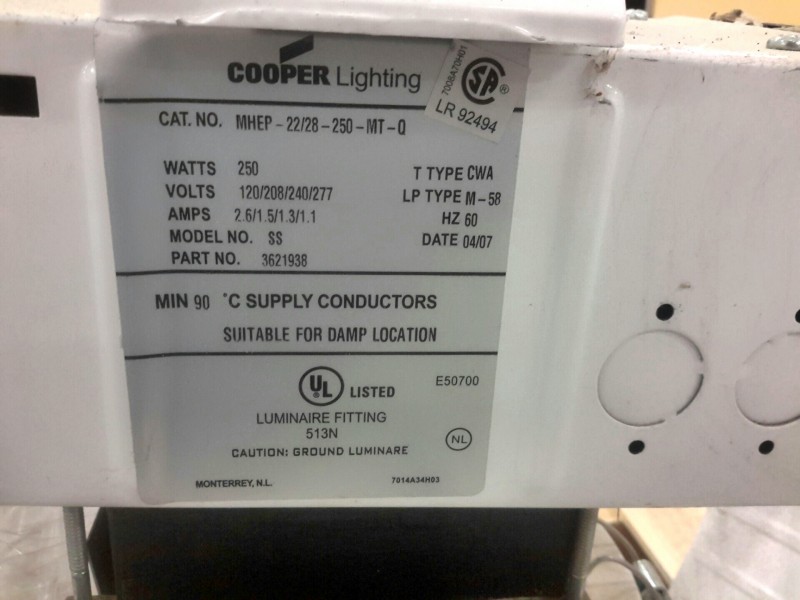 COOPER Lighting
7008A70H01
SA ®
LR 92494
CAT. NO. MHEP-22/28-250-MT-Q
WATTS 250
T TYPE CWA
VOLTS 120/208/240/277
LP TYPE M-58
AMPS 2.6/1.5/1.3/1.1
HZ 60
MODEL NO. SS
DATE 04/07
PART NO. 3621938
MIN 90 °C SUPPLY CONDUCTORS
SUITABLE FOR DAMP LOCATION
UL LISTED
E50700
LUMINAIRE FITTING
513N
NL
CAUTION: GROUND LUMINARE
MONTERREY, N.L.
7014A34H03